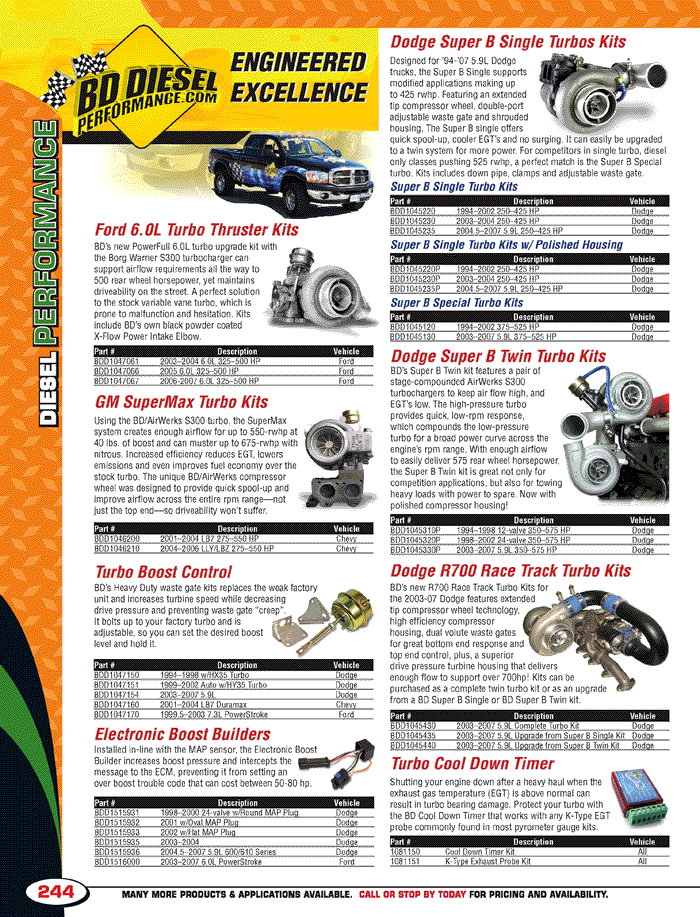 BD DIESEL
PERFORMANCE.COM
ENGINEERED
EXCELLENCE
DIESEL PERFORMANCE
Ford 6.0L Turbo Thruster Kits
BD's new PowerFull 6.0L turbo upgrade kit with
the Borg Warner S300 turbocharger can
support airflow requirements all the way to
500 rear wheel horsepower, yet maintains
driveability on the street. A perfect solution
to the stock variable vane turbo, which is
prone to malfunction and hesitation. Kits
include BD's own black powder coated
X-Flow Power Intake Elbow.
Part # Description Vehicle
BDD1047061 2003-2004 6.0L 325-500 HP Ford
BDD1047066 2005 6.0L 325-500 HP Ford
BDD1047067 2006-2007 6.0L 325-500 HP Ford
GM SuperMax Turbo Kits
Using the BD/AirWerks S300 turbo, the SuperMax
system creates enough airflow for up to 550-rwhp at
40 lbs. of boost and can muster up to 675-rwhp with
nitrous. Increased efficiency reduces EGT, lowers
emissions and even improves fuel economy over the
stock turbo. The unique BD/AirWerks compressor
wheel was designed to provide quick spool-up and
improve airflow across the entire rpm range—not
just the top end—so driveability won't suffer.
Part # Description Vehicle
BDD1046200 2001-2004 LB7 275-550 HP Chevy
BDD1046210 2004-2006 LLY/LBZ 275-550 HP Chevy
Turbo Boost Control
BD's Heavy Duty waste gate kits replaces the weak factory
unit and increases turbine speed while decreasing
drive pressure and preventing waste gate "creep".
It bolts up to your factory turbo and is
adjustable, so you can set the desired boost
level and hold it.
Part # Description Vehicle
BDD1047150 1994-1998 w/HX35 Turbo Dodge
BDD1047151 1999-2002 Auto w/HY35 Turbo Dodge
BDD1047154 2003-2007 5.9L Dodge
BDD1047160 2001-2004 LB7 Duramax Chevy
BDD1047170 1999.5-2003 7.3L PowerStroke Ford
Electronic Boost Builders
Installed in-line with the MAP sensor, the Electronic Boost
Builder increases boost pressure and intercepts the
message to the ECM, preventing it from setting an
over boost trouble code that can cost between 50-80 hp.
Part # Description Vehicle
BDD1515931 1998-2000 24-valve w/Round MAP Plug Dodge
BDD1515932 2001 w/Oval MAP Plug Dodge
BDD1515933 2002 w/Flat MAP Plug Dodge
BDD1515935 2003-2004 Dodge
BDD1515936 2004.5-2007 5.9L 600/610 Series Dodge
BDD1516000 2003-2007 6.0L PowerStroke Ford
Dodge Super B Single Turbos Kits
Designed for '94-'07 5.9L Dodge
trucks, the Super B Single supports
modified applications making up
to 425 rwhp. Featuring an extended
tip compressor wheel, double-port
adjustable waste gate and shrouded
housing, The Super B single offers
quick spool-up, cooler EGT's and no surging. It can easily be upgraded
to a twin system for more power. For competitors in single turbo, diesel
only classes pushing 525 rwhp, a perfect match is the Super B Special
turbo. Kits includes down pipe, clamps and adjustable waste gate.
Super B Single Turbo Kits
Part # Description Vehicle
BDD1045220 1994-2002 250-425 HP Dodge
BDD1045230 2003-2004 250-425 HP Dodge
BDD1045235 2004.5-2007 5.9L 250-425 HP Dodge
Super B Single Turbo Kits w/ Polished Housing
Part # Description Vehicle
BDD1045220P 1994-2002 250-425 HP Dodge
BDD1045230P 2003-2004 250-425 HP Dodge
BDD1045235P 2004.5-2007 5.9L 250-425 HP Dodge
Super B Special Turbo Kits
Part # Description Vehicle
BDD1045120 1994-2002 375-525 HP Dodge
BDD1045130 2003-2007 5.9L 375-525 HP Dodge
Dodge Super B Twin Turbo Kits
BD's Super B Twin kit features a pair of
stage-compounded AirWerks S300
turbochargers to keep air flow high, and
EGT's low. The high-pressure turbo
provides quick, low-rpm response,
which compounds the low-pressure
turbo for a broad power curve across the
engine's rpm range. With enough airflow
to easily deliver 575 rear wheel horsepower,
the Super B Twin kit is great not only for
competition applications, but also for towing
heavy loads with power to spare. Now with
polished compressor housing!
Part # Description Vehicle
BDD1045310P 1994-1998 12-valve 350-575 HP Dodge
BDD1045320P 1998-2002 24-valve 350-575 HP Dodge
BDD1045330P 2003-2007 5.9L 350-575 HP Dodge
Dodge R700 Race Track Turbo Kits
BD's new R700 Race Track Turbo Kits for
the 2003-07 Dodge features extended
tip compressor wheel technology,
high efficiency compressor
housing, dual volute waste gates
for great bottom end response and
top end control, plus, a superior
drive pressure turbine housing that delivers
enough flow to support over 700hp! Kits can be
purchased as a complete twin turbo kit or as an upgrade
from a BD Super B Single or BD Super B Twin kit.
Part # Description Vehicle
BDD1045430 2003-2007 5.9L Complete Turbo Kit Dodge
BDD1045435 2003-2007 5.9L Upgrade from Super B Single Kit Dodge
BDD1045440 2003-2007 5.9L Upgrade from Super B Twin Kit Dodge
Turbo Cool Down Timer
Shutting your engine down after a heavy haul when the
exhaust gas temperature (EGT) is above normal can
result in turbo bearing damage. Protect your turbo with
the BD Cool Down Timer that works with any K-Type EGT
probe commonly found in most pyrometer gauge kits.
Part # Description Vehicle
1081150 Cool Down Timer Kit All
1081151 K-Type Exhaust Probe Kit All
244
MANY MORE PRODUCTS & APPLICATIONS AVAILABLE. CALL OR STOP BY TODAY FOR PRICING AND AVAILABILITY.